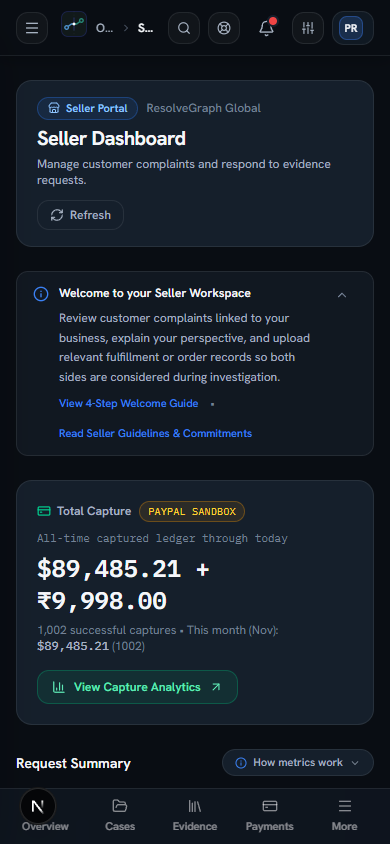 O... > S...
PR
Seller Portal ResolveGraph Global
Seller Dashboard
Manage customer complaints and respond to evidence
requests.
Refresh
Welcome to your Seller Workspace
Review customer complaints linked to your
business, explain your perspective, and upload
relevant fulfillment or order records so both
sides are considered during investigation.
View 4-Step Welcome Guide •
Read Seller Guidelines & Commitments
Total Capture PAYPAL SANDBOX
All-time captured ledger through today
$89,485.21 +
₹9,998.00
1,002 successful captures • This month (Nov):
$89,485.21 (1002)
View Capture Analytics
Request Summary How metrics work
N
Overview Cases Evidence Payments More